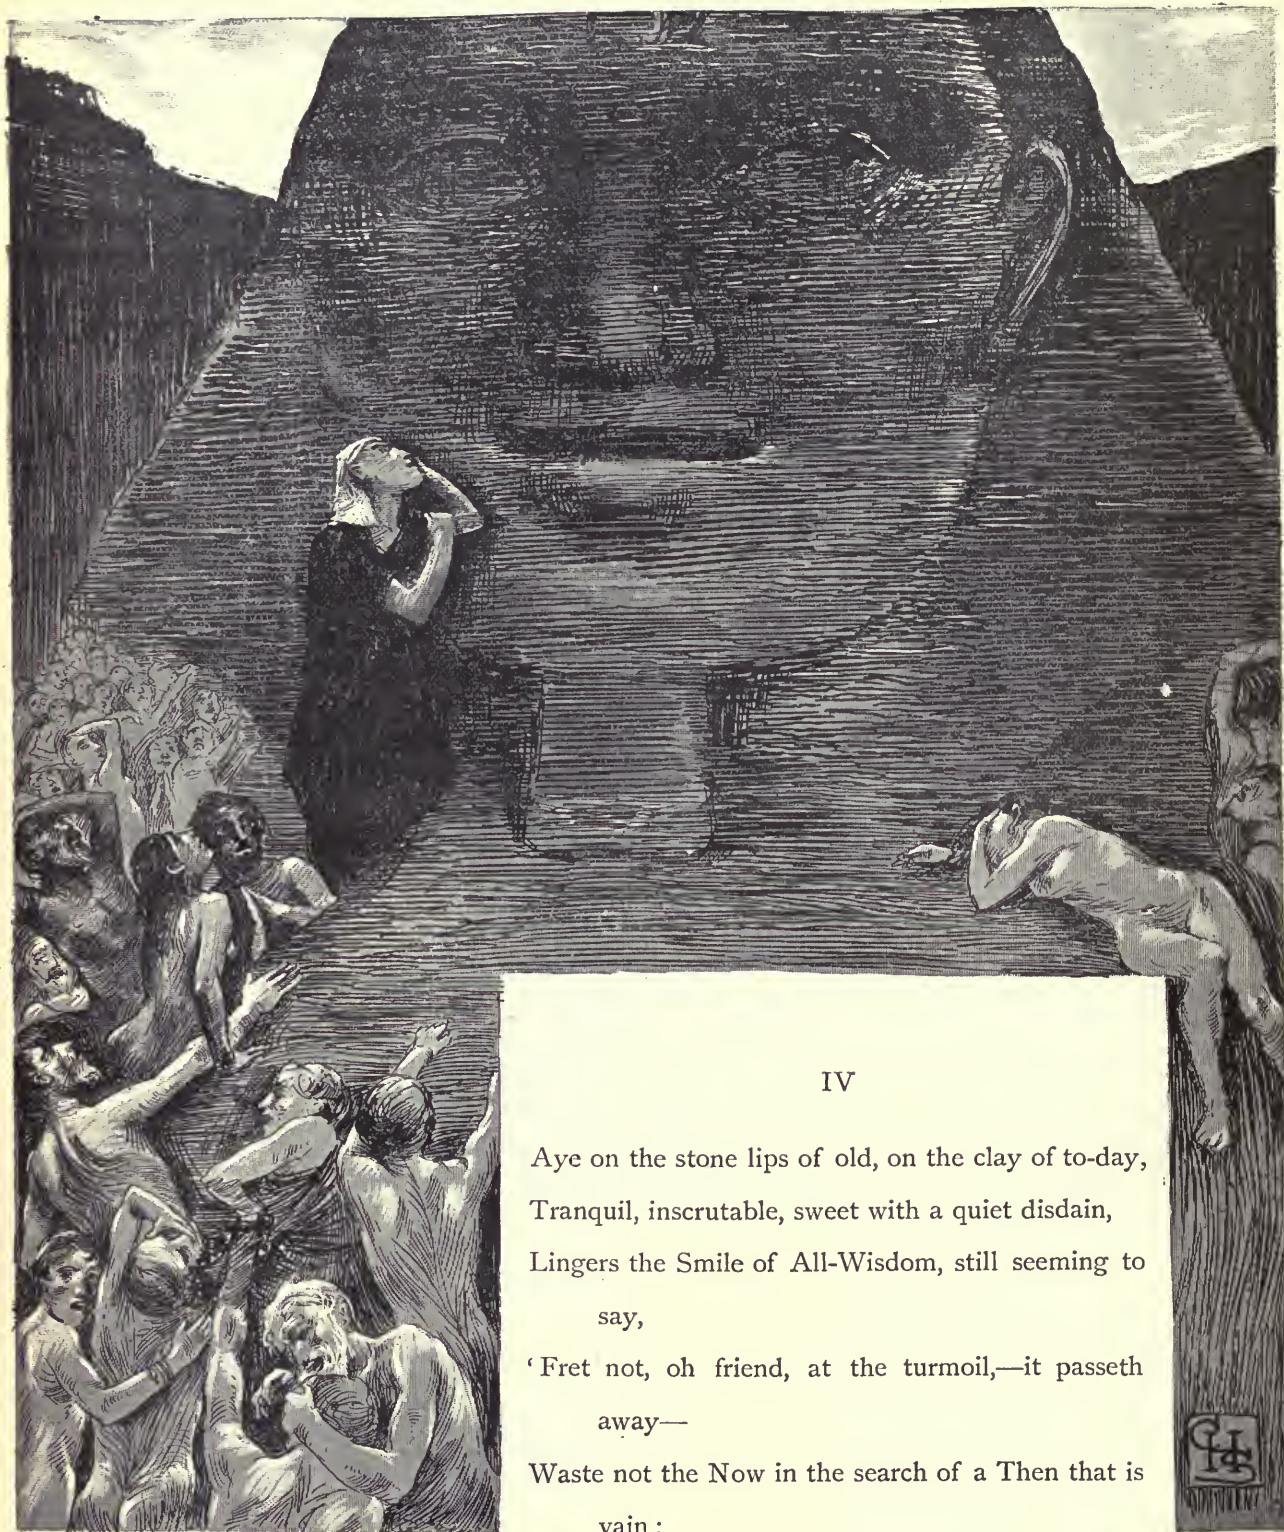 IV
Aye on the stone lips of old, on the clay of to-day,
Tranquil, inscrutable, sweet with a quiet disdain,
Lingers the Smile of All-Wisdom, still seeming to
say,
‘Fret not, oh friend, at the turmoil,—it passeth
away—
Waste not the Now in the search of a Then that is
vain: